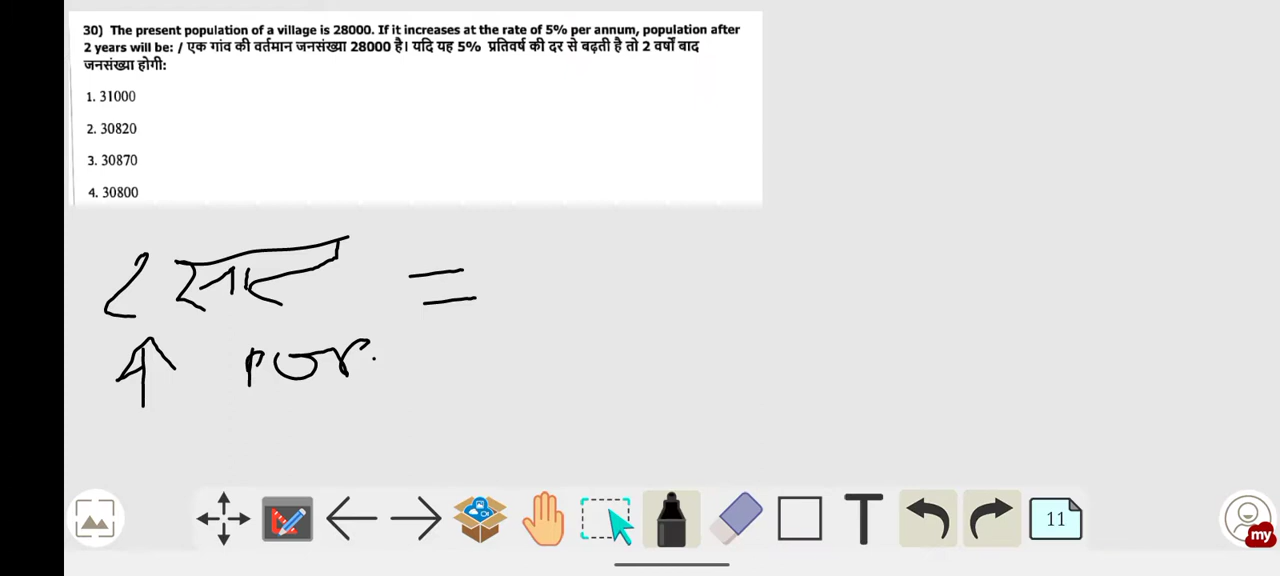 30) The present population of a village is 28000. If it increases at the rate of 5% per annum, population after
2 years will be: / एक गांव की वर्तमान जनसंख्या 28000 है। यदि यह 5% प्रतिवर्ष की दर से बढ़ती है तो 2 वर्षों बाद
जनसंख्या होगी:
1. 31000
2. 30820
3. 30870
4. 30800
2 साल =
↑ pop.
T
11
my